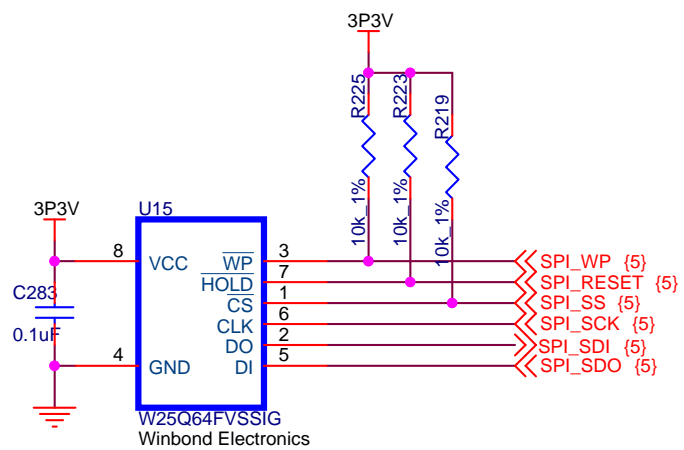 3P3V
R225
R223
R219
10k_1%
10k_1%
10k_1%
3P3V
U15
8
VCC
WP
3
SPI_WP {5}
HOLD
7
SPI_RESET {5}
C283
CS
1
SPI_SS {5}
CLK
6
SPI_SCK {5}
0.1uF
DO
2
SPI_SDI {5}
4
GND
DI
5
SPI_SDO {5}
W25Q64FVSSIG
Winbond Electronics